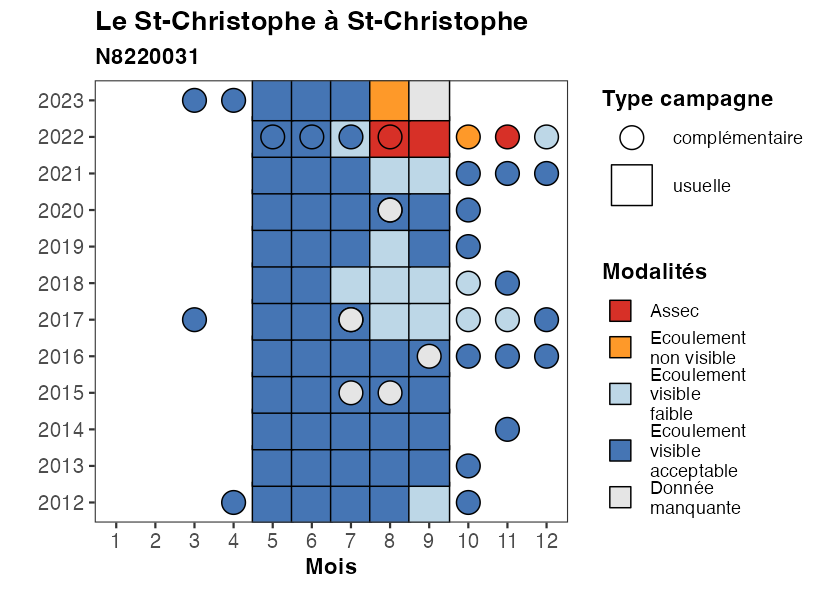 Le St-Christophe à St-Christophe
N8220031
2023
2022
2021
2020
2019
2018
2017
2016
2015
2014
2013
2012
1 2 3 4 5 6 7 8 9 10 11 12
Mois
Type campagne
complémentaire
usuelle
Modalités
Assec
Ecoulement
non visible
Ecoulement
visible
faible
Ecoulement
visible
acceptable
Donnée
manquante